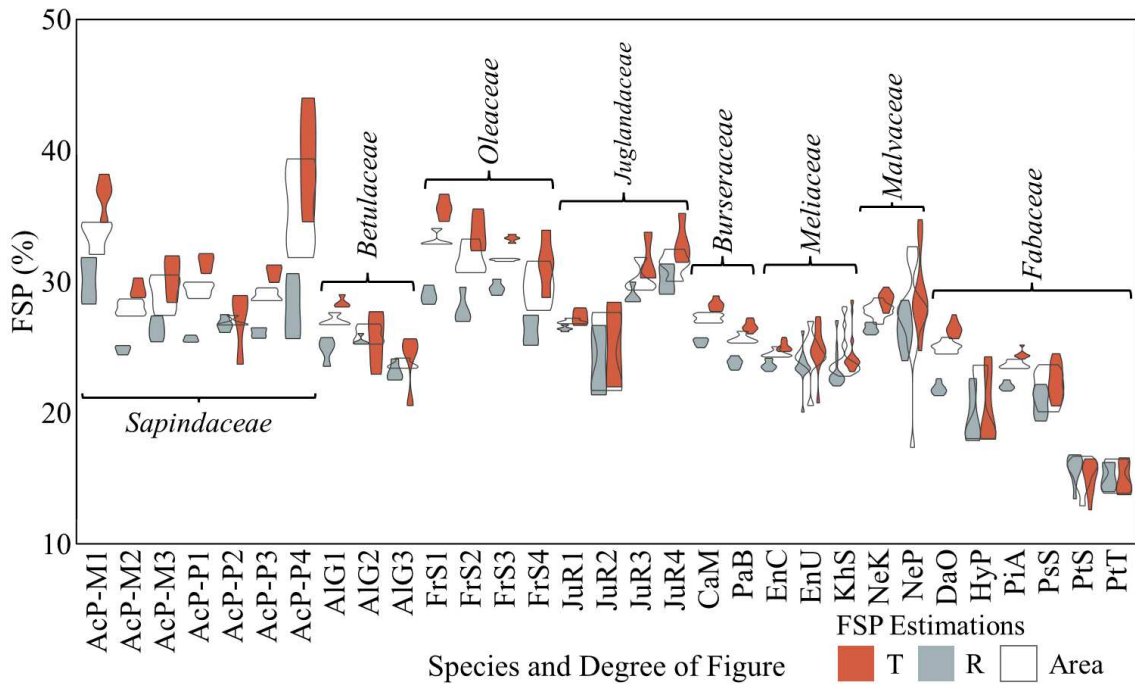 50
40
30
20
10
FSP (%)
Sapindaceae
Betulaceae
Oleaceae
Juglandaceae
Burseraceae
Meliaceae
Malvaceae
Fabaceae
AcP-M1
AcP-M2
AcP-M3
AcP-P1
AcP-P2
AcP-P3
AcP-P4
AlG1
AlG2
AlG3
FrS1
FrS2
FrS3
FrS4
JuR1
JuR2
JuR3
JuR4
CaM
PaB
EnC
EnU
KhS
NeK
NeP
DaO
HyP
PiA
PsS
PtS
PtT
Species and Degree of Figure
FSP Estimations
T R Area